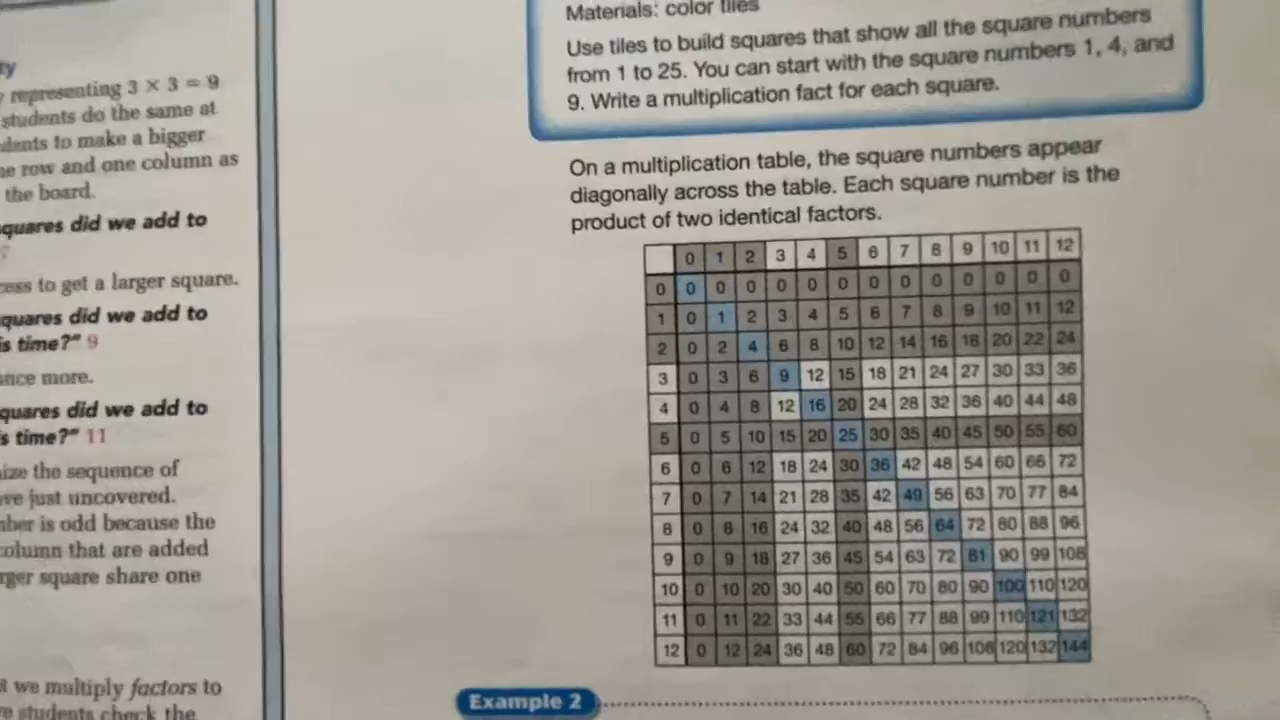 representing 3 × 3 = 9
students do the same at
to make a bigger
row and one column as
the board.
did we add to
to get a larger square.
did we add to
time?" 9
more.
did we add to
time?" 11
the sequence of
just uncovered.
is odd because the
that are added
square share one
we multiply factors to
students check the
Materials: color tiles
Use tiles to build squares that show all the square numbers
from 1 to 25. You can start with the square numbers 1, 4, and
9. Write a multiplication fact for each square.
On a multiplication table, the square numbers appear
diagonally across the table. Each square number is the
product of two identical factors.
0 1 2 3 4 5 6 7 8 9 10 11 12
0 0 0 0 0 0 0 0 0 0 0 0 0 0
1 0 1 2 3 4 5 6 7 8 9 10 11 12
2 0 2 4 6 8 10 12 14 16 18 20 22 24
3 0 3 6 9 12 15 18 21 24 27 30 33 36
4 0 4 8 12 16 20 24 28 32 36 40 44 48
5 0 5 10 15 20 25 30 35 40 45 50 55 60
6 0 6 12 18 24 30 36 42 48 54 60 66 72
7 0 7 14 21 28 35 42 49 56 63 70 77 84
8 0 8 16 24 32 40 48 56 64 72 80 88 96
9 0 9 18 27 36 45 54 63 72 81 90 99 108
10 0 10 20 30 40 50 60 70 80 90 100 110 120
11 0 11 22 33 44 55 66 77 88 99 110 121 132
12 0 12 24 36 48 60 72 84 96 108 120 132 144
Example 2